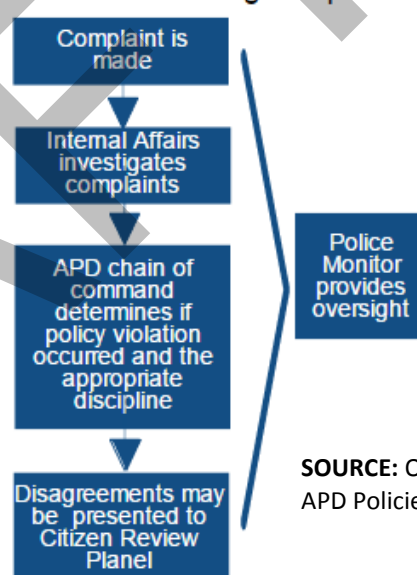 Complaint is
made
Internal Affairs
investigates
complaints
APD chain of
command
determines if
policy violation
occurred and the
appropriate
discipline
Disagreements may
be presented to
Citizen Review
Planel
Police
Monitor
provides
oversight
SOURCE:
APD